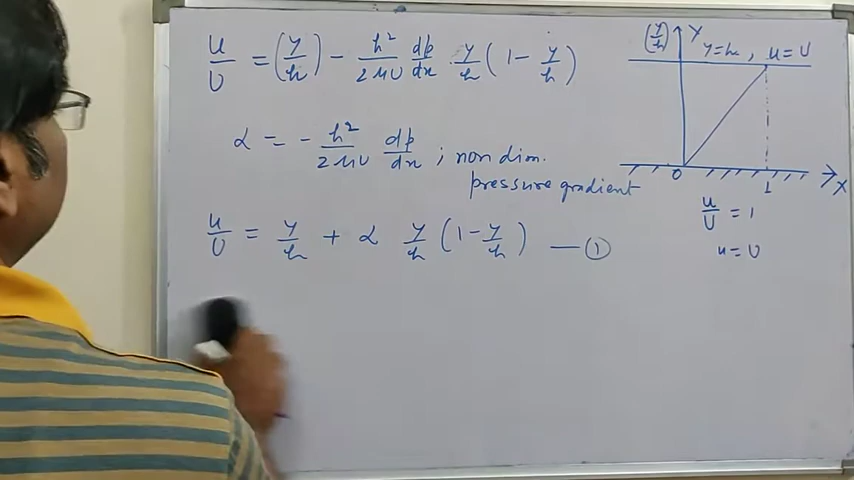 u/U = (y/h) - h²/2μU dp/dx . y/h (1 - y/h)
α = - h²/2μU dp/dx ; non dim.
pressure gradient
u/U = y/h + α y/h (1 - y/h) — ①
(y/h) Y
y=h, u=U
0 1 X
u/U = 1
u = U